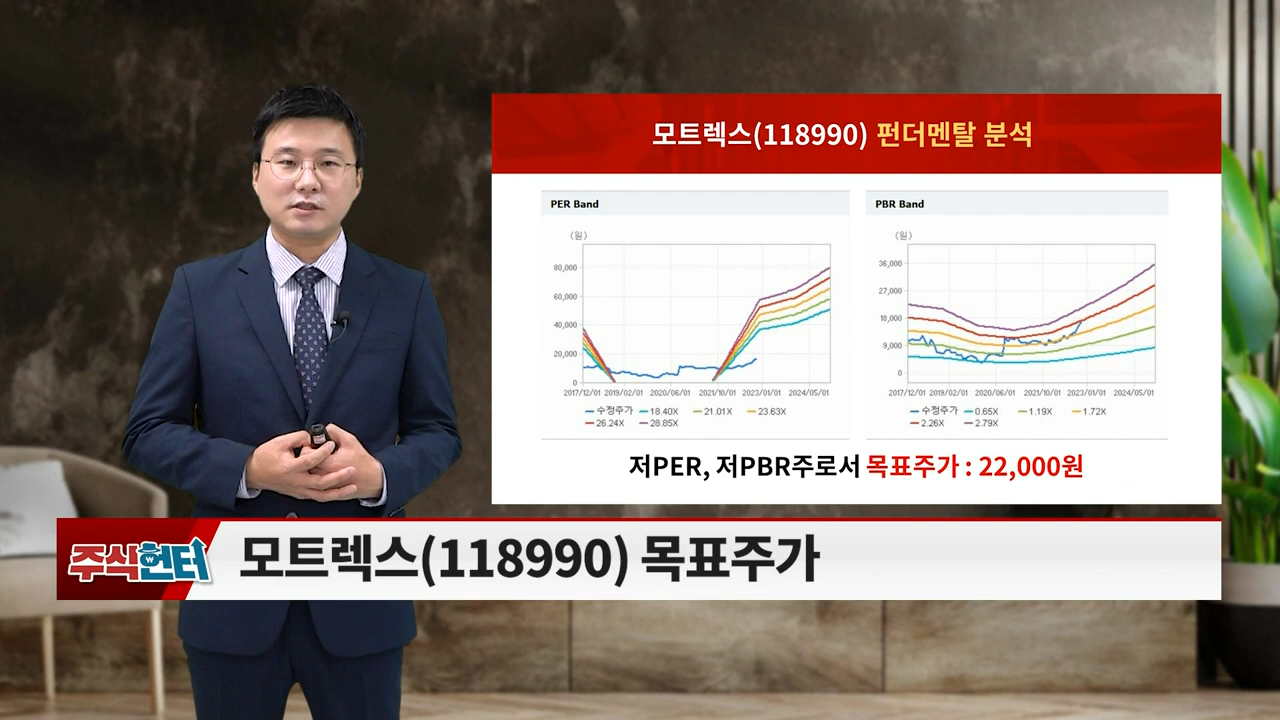 모트렉스(118990) 펀더멘탈 분석
PER Band
(원)
80,000
60,000
40,000
20,000
0
2017/12/01 2019/02/01 2020/06/01 2021/10/01 2023/01/01 2024/05/01
수정주가 18.40X 21.01X 23.63X
26.24X 28.85X
PBR Band
(원)
36,000
27,000
18,000
9,000
0
2017/12/01 2019/02/01 2020/06/01 2021/10/01 2023/01/01 2024/05/01
수정주가 0.65X 1.19X 1.72X
2.26X 2.79X
저PER, 저PBR주로서 목표주가 : 22,000원
주식헌터 모트렉스(118990) 목표주가